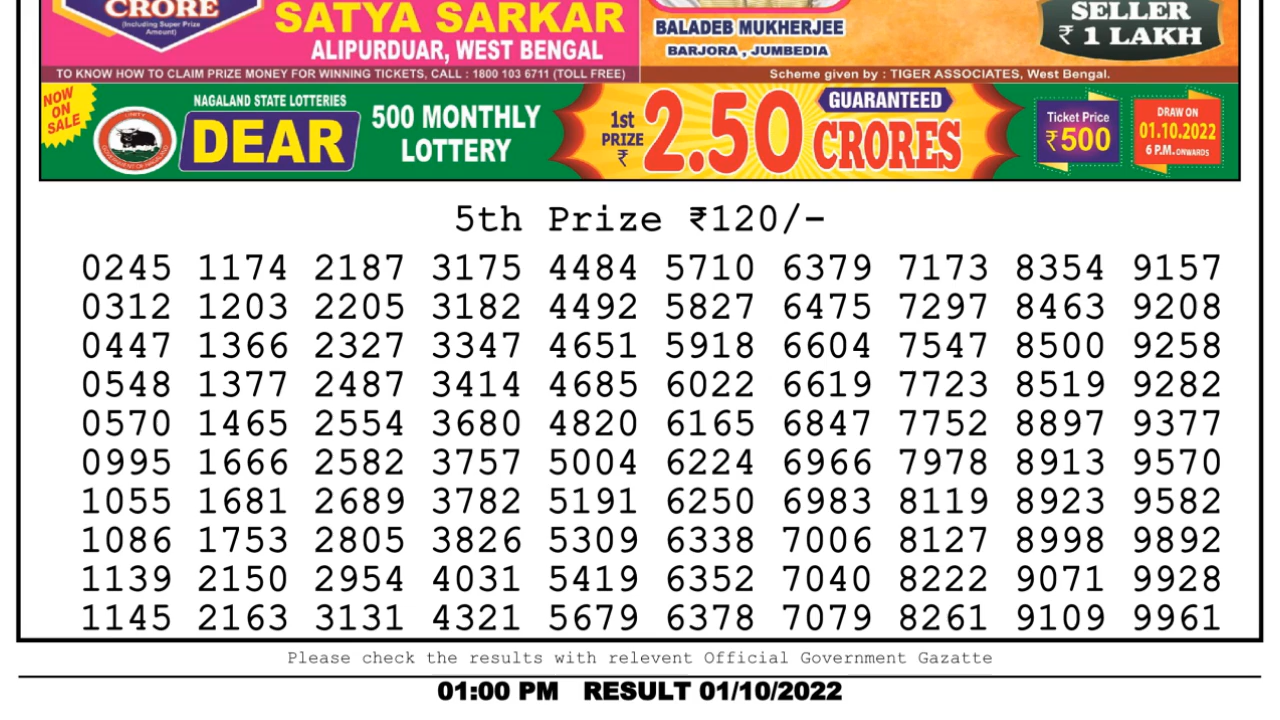 CRORE
(Including Super Prize
Amount)
SATYA SARKAR
ALIPURDUAR, WEST BENGAL
BALADEB MUKHERJEE
BARJORA , JUMBEDIA
SELLER
₹ 1 LAKH
TO KNOW HOW TO CLAIM PRIZE MONEY FOR WINNING TICKETS, CALL : 1800 103 6711 (TOLL FREE)
Scheme given by : TIGER ASSOCIATES, West Bengal.
NOW
ON
SALE
NAGALAND STATE LOTTERIES
DEAR
500 MONTHLY
LOTTERY
1st
PRIZE
₹
2.50
GUARANTEED
CRORES
Ticket Price
₹500
DRAW ON
01.10.2022
6 P.M. ONWARDS
5th Prize ₹120/-
0245 1174 2187 3175 4484 5710 6379 7173 8354 9157
0312 1203 2205 3182 4492 5827 6475 7297 8463 9208
0447 1366 2327 3347 4651 5918 6604 7547 8500 9258
0548 1377 2487 3414 4685 6022 6619 7723 8519 9282
0570 1465 2554 3680 4820 6165 6847 7752 8897 9377
0995 1666 2582 3757 5004 6224 6966 7978 8913 9570
1055 1681 2689 3782 5191 6250 6983 8119 8923 9582
1086 1753 2805 3826 5309 6338 7006 8127 8998 9892
1139 2150 2954 4031 5419 6352 7040 8222 9071 9928
1145 2163 3131 4321 5679 6378 7079 8261 9109 9961
Please check the results with relevent Official Government Gazatte
01:00 PM RESULT 01/10/2022